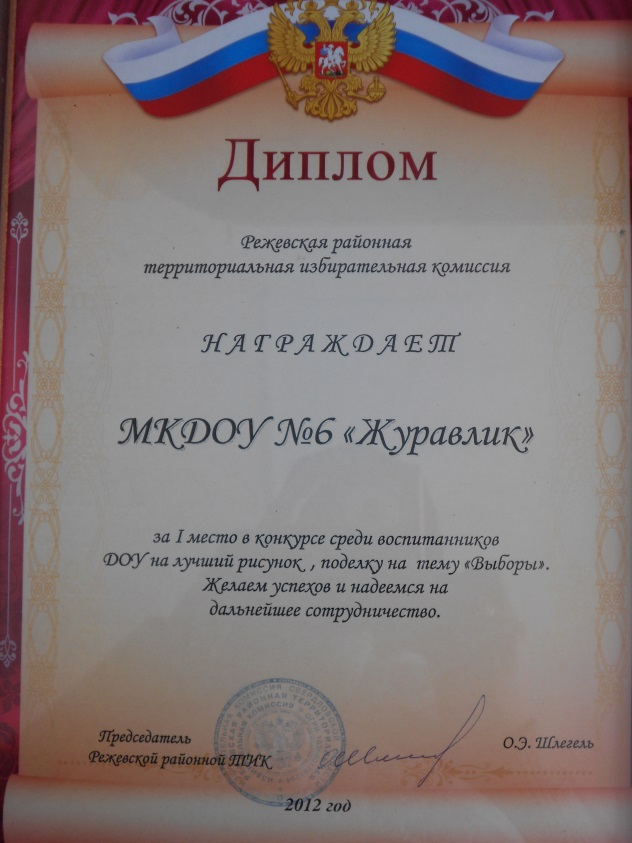 Диплом
Режевская районная
территориальная избирательная комиссия
НАГРАЖДАЕТ
МКДОУ №6 «Журавлик»
за I место в конкурсе среди воспитанников
ДОУ на лучший рисунок , поделку на тему «Выборы».
Желаем успехов и надеемся на
дальнейшее сотрудничество.
Председатель
Режевской районной ТИК
О.Э. Шлегель
2012 год